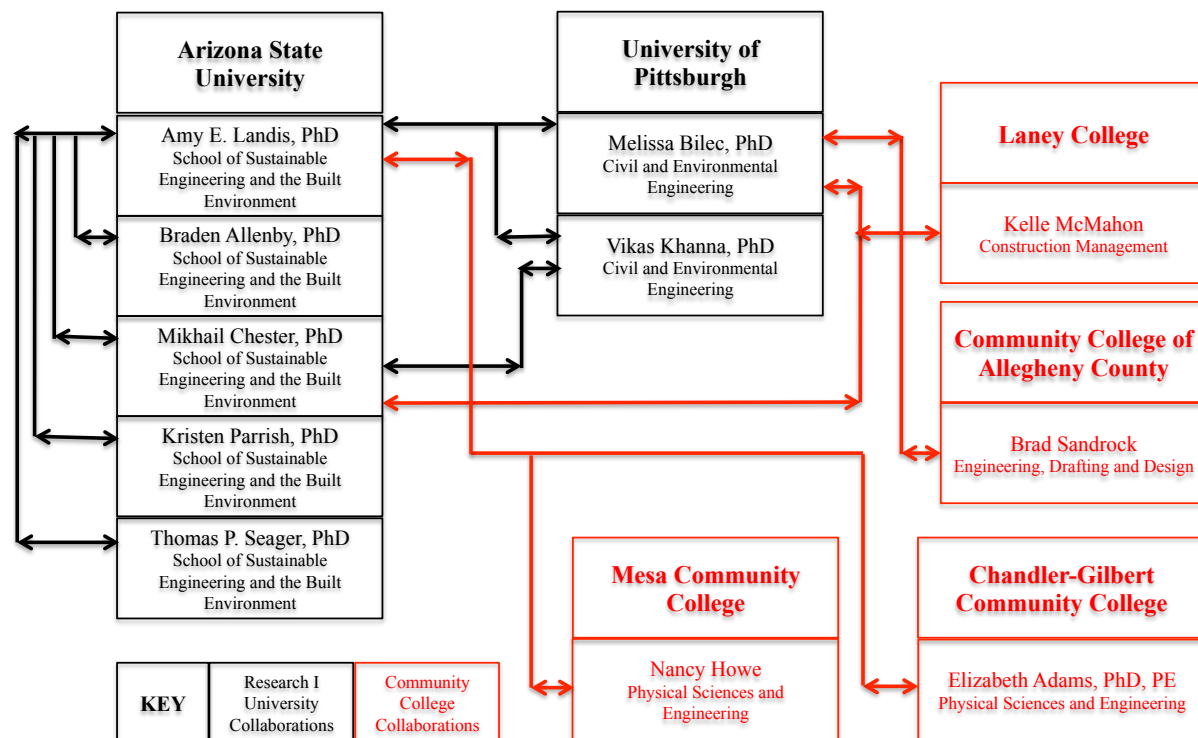 Arizona State
University
Amy E. Landis, PhD
School of Sustainable
Engineering and the Built
Environment
Braden Allenby, PhD
School of Sustainable
Engineering and the Built
Environment
Mikhail Chester, PhD
School of Sustainable
Engineering and the Built
Environment
Kristen Parrish, PhD
School of Sustainable
Engineering and the Built
Environment
Thomas P. Seager, PhD
School of Sustainable
Engineering and the Built
Environment
University of
Pittsburgh
Melissa Bilec, PhD
Civil and Environmental
Engineering
Vikas Khanna, PhD
Civil and Environmental
Engineering
Laney College
Kelle McMahon
Construction Management
Community College of
Allegheny County
Brad Sandrock
Engineering, Drafting and Design
Mesa Community
College
Nancy Howe
Physical Sciences and
Engineering
Chandler-Gilbert
Community College
Elizabeth Adams, PhD, PE
Physical Sciences and Engineering
KEY
Research I
University
Collaborations
Community
College
Collaborations